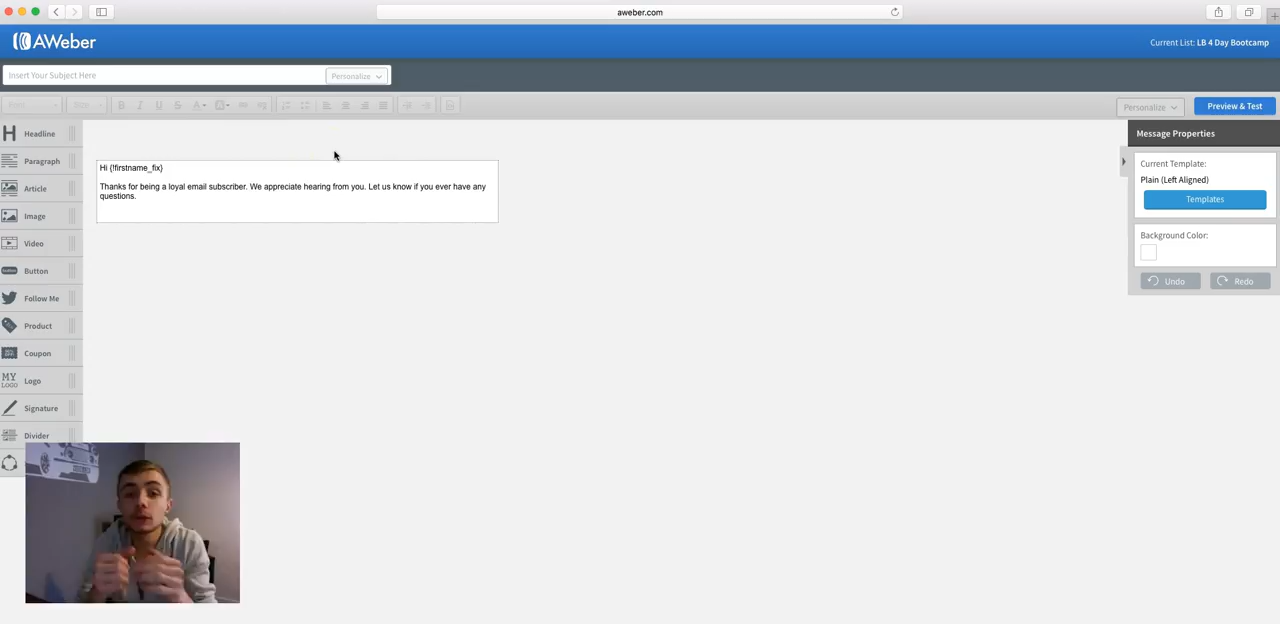 aweber.com
AWeber
Current List: LB 4 Day Bootcamp
Insert Your Subject Here
Personalize
Font
Size
Personalize
Preview & Test
Headline
Paragraph
Article
Image
Video
Button
Follow Me
Product
Coupon
MY LOGO
Logo
Signature
Divider
Hi {!firstname_fix}
Thanks for being a loyal email subscriber. We appreciate hearing from you. Let us know if you ever have any
questions.
Message Properties
Current Template:
Plain (Left Aligned)
Templates
Background Color:
Undo
Redo